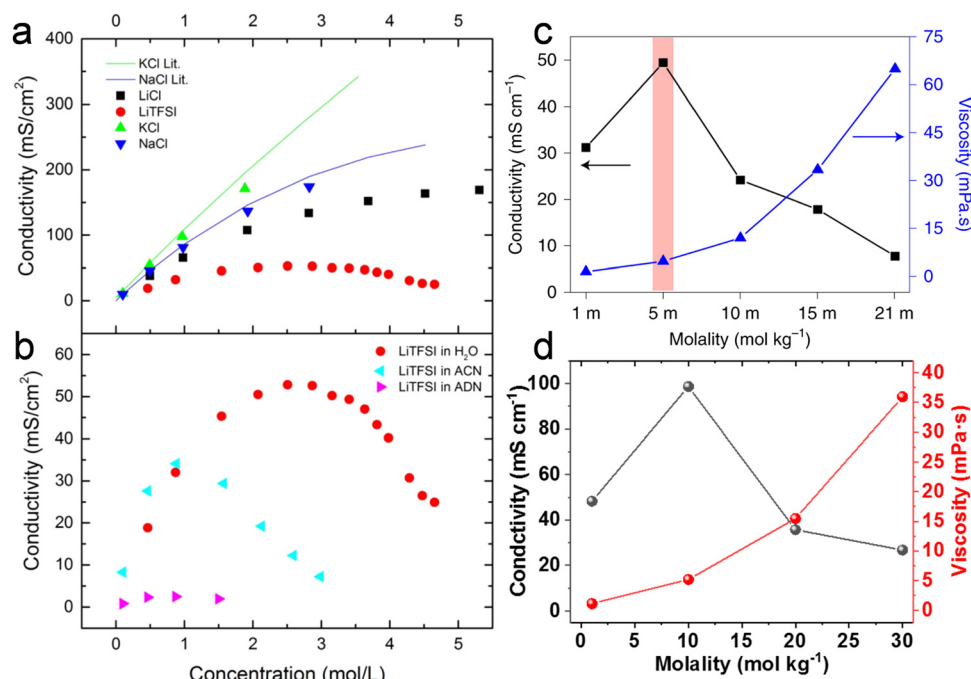 a
0 1 2 3 4 5
400
300
200
100
0
Conductivity (mS/cm²)
KCl Lit.
NaCl Lit.
LiCl
LiTFSI
KCl
NaCl
b
60
50
40
30
20
10
0
Conductivity (mS/cm²)
LiTFSI in H₂O
LiTFSI in ACN
LiTFSI in ADN
0 1 2 3 4 5
Concentration (mol/L)
c
50
40
30
20
10
0
Conductivity (mS cm⁻¹)
75
60
45
30
15
0
Viscosity (mPa.s)
1 m 5 m 10 m 15 m 21 m
Molality (mol kg⁻¹)
d
100
80
60
40
20
0
Condctivity (mS cm⁻¹)
40
35
30
25
20
15
10
5
0
Viscosity (mPa·s)
0 10 20 30
Molality (mol kg⁻¹)